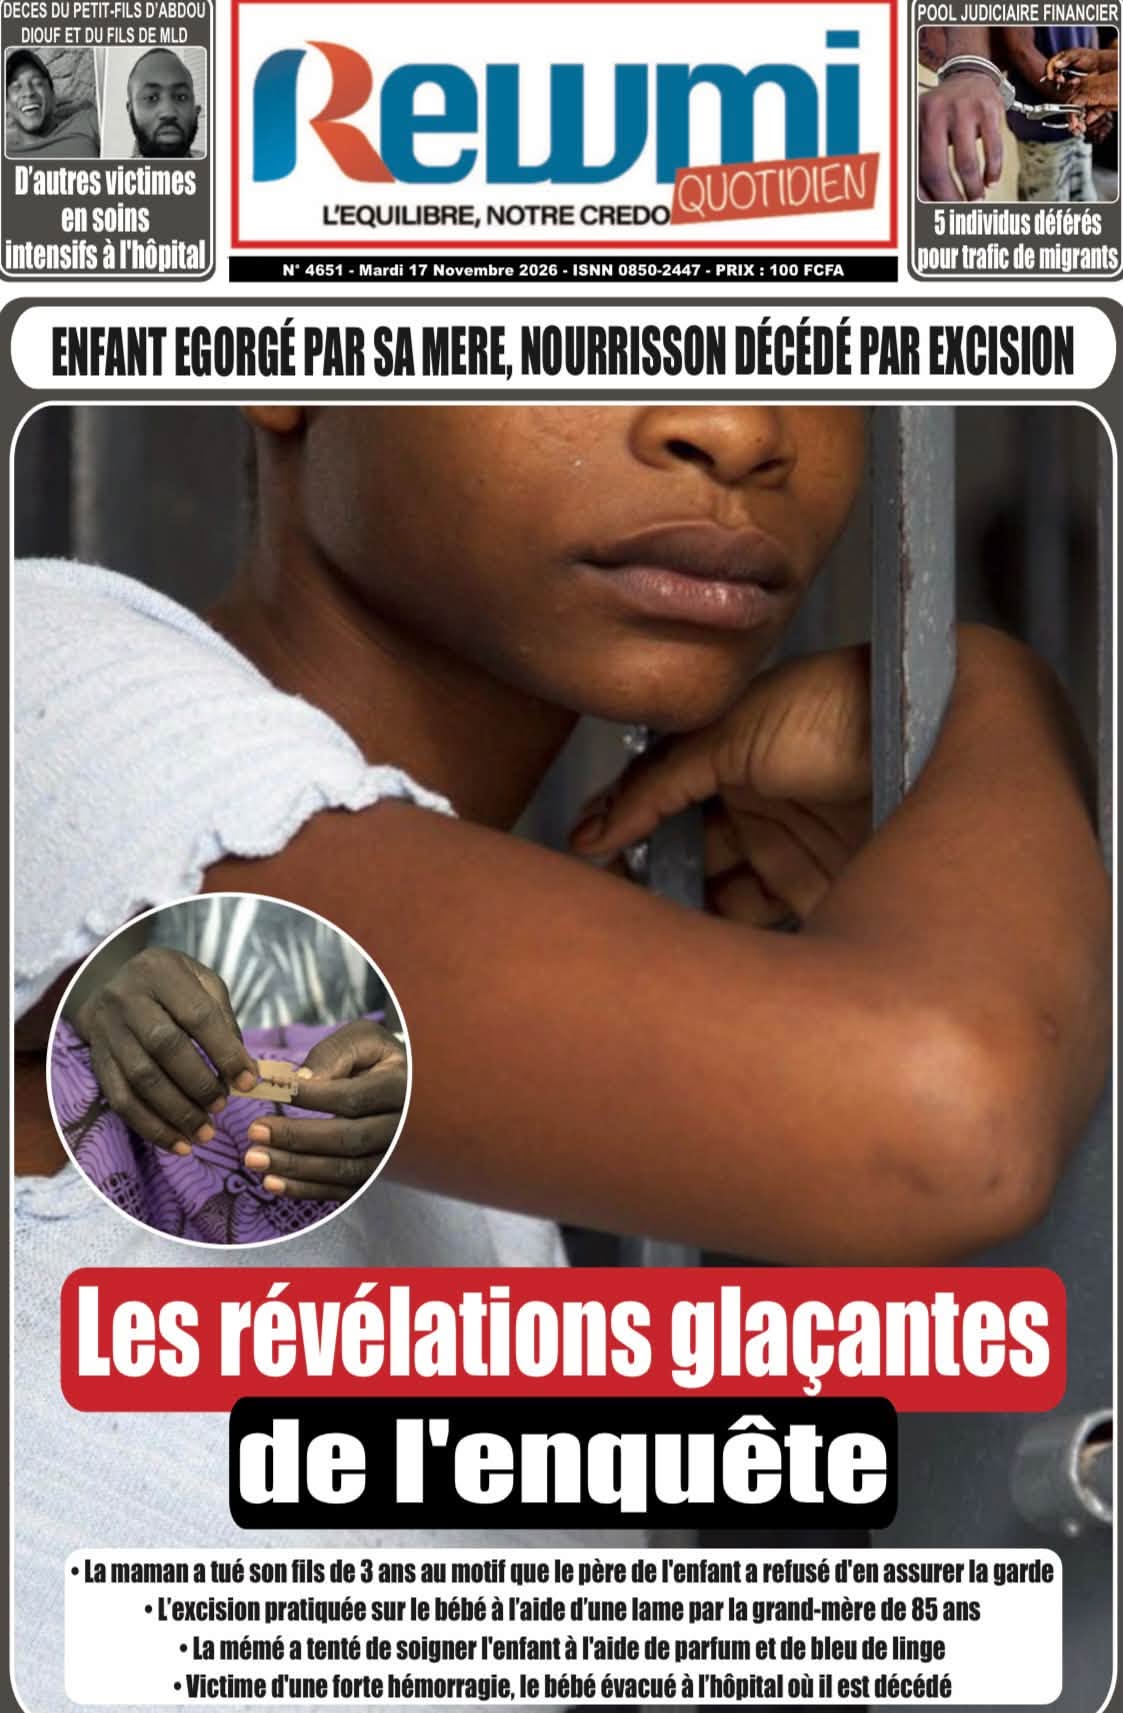 DECES DU PETIT-FILS D'ABDOU
DIOUF ET DU FILS DE MLD
D'autres victimes
en soins
intensifs à l'hôpital
Rewmi
QUOTIDIEN
L'EQUILIBRE, NOTRE CREDO
N° 4651 - Mardi 17 Novembre 2026 - ISNN 0850-2447 - PRIX : 100 FCFA
POOL JUDICIAIRE FINANCIER
5 individus déférés
pour trafic de migrants
ENFANT EGORGÉ PAR SA MERE, NOURRISSON DÉCÉDÉ PAR EXCISION
Les révélations glaçantes
de l'enquête
• La maman a tué son fils de 3 ans au motif que le père de l'enfant a refusé d'en assurer la garde
• L'excision pratiquée sur le bébé à l'aide d'une lame par la grand-mère de 85 ans
• La mémé a tenté de soigner l'enfant à l'aide de parfum et de bleu de linge
• Victime d'une forte hémorragie, le bébé évacué à l'hôpital où il est décédé